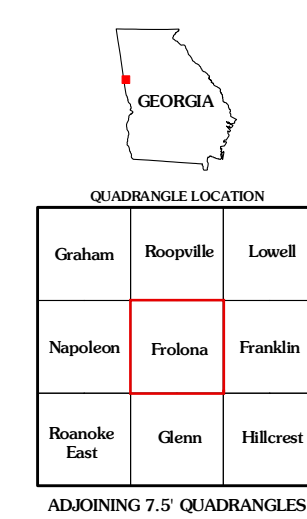 GEORGIA
QUADRANGLE LOCATION
Graham Roopville Lowell
Napoleon Frolona Franklin
Roanoke East Glenn Hillcrest
ADJOINING 7.5' QUADRANGLES